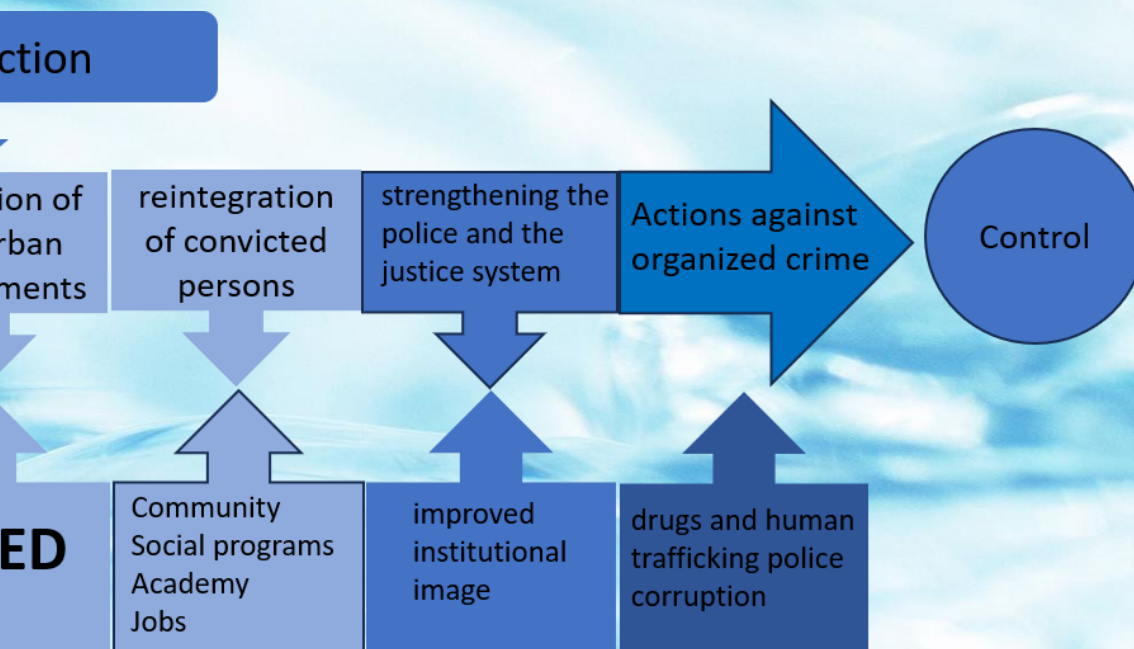 ction
ion of
rban
ments
reintegration
of convicted
persons
strengthening the
police and the
justice system
Actions against
organized crime
Control
ED
Community
Social programs
Academy
Jobs
improved
institutional
image
drugs and human
trafficking police
corruption